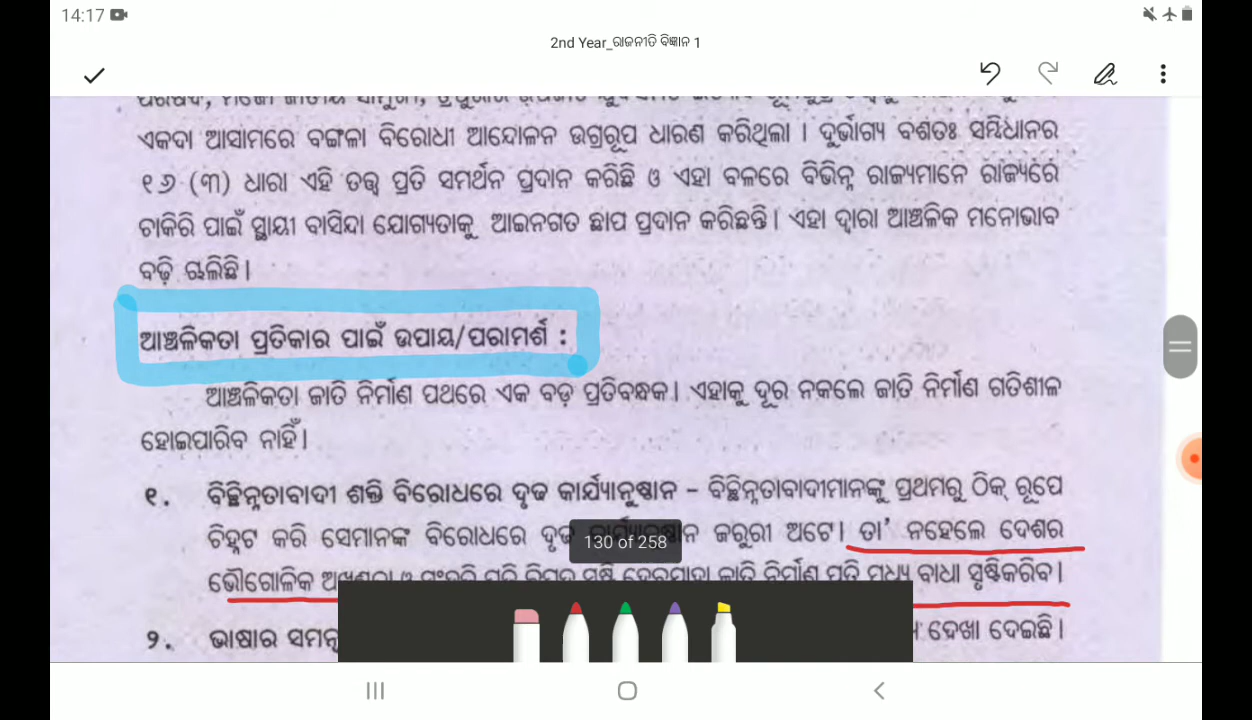 14:17
2nd Year_ରାଜନୀତି ବିଜ୍ଞାନ 1
ଏକଦା ଆସାମରେ ବଙ୍ଗଳା ବିରୋଧୀ ଆନ୍ଦୋଳନ ଉଗ୍ରରୂପ ଧାରଣ କରିଥିଲା । ଦୁର୍ଭାଗ୍ୟ ବଶତଃ ସମ୍ବିଧାନର
୧୬ (୩) ଧାରା ଏହି ତତ୍ତ୍ୱ ପ୍ରତି ସମର୍ଥନ ପ୍ରଦାନ କରିଛି ଓ ଏହା ବଳରେ ବିଭିନ୍ନ ରାଜ୍ୟମାନେ ରାଜ୍ୟରେ
ଚାକିରି ପାଇଁ ସ୍ଥାୟୀ ବାସିନ୍ଦା ଯୋଗ୍ୟତାକୁ ଆଇନଗତ ଛାପ ପ୍ରଦାନ କରିଛନ୍ତି । ଏହା ଦ୍ୱାରା ଆଞ୍ଚଳିକ ମନୋଭାବ
ବଢ଼ି ଚାଲିଛି ।
ଆଞ୍ଚଳିକତା ପ୍ରତିକାର ପାଇଁ ଉପାୟ/ପରାମର୍ଶ :
ଆଞ୍ଚଳିକତା ଜାତି ନିର୍ମାଣ ପଥରେ ଏକ ବଡ଼ ପ୍ରତିବନ୍ଧକ । ଏହାକୁ ଦୂର ନକଲେ ଜାତି ନିର୍ମାଣ ଗତିଶୀଳ
ହୋଇପାରିବ ନାହିଁ ।
୧. ବିଚ୍ଛିନ୍ନତାବାଦୀ ଶକ୍ତି ବିରୋଧରେ ଦୃଢ କାର୍ଯ୍ୟାନୁଷ୍ଠାନ – ବିଚ୍ଛିନ୍ନତାବାଦୀମାନଙ୍କୁ ପ୍ରଥମରୁ ଠିକ୍ ରୂପେ
ଚିହ୍ନଟ କରି ସେମାନଙ୍କ ବିରୋଧରେ ଦୃଢ କାର୍ଯ୍ୟାନୁଷ୍ଠାନ ଜରୁରୀ ଅଟେ । ତା’ ନହେଲେ ଦେଶର
130 of 258
ଭୌଗୋଳିକ ଜାତି ନିର୍ମାଣ ପ୍ରତି ମଧ୍ୟ ବାଧା ସୃଷ୍ଟିକରିବ ।
୨. ଭାଷାର ଦେଖା ଦେଇଛି ।